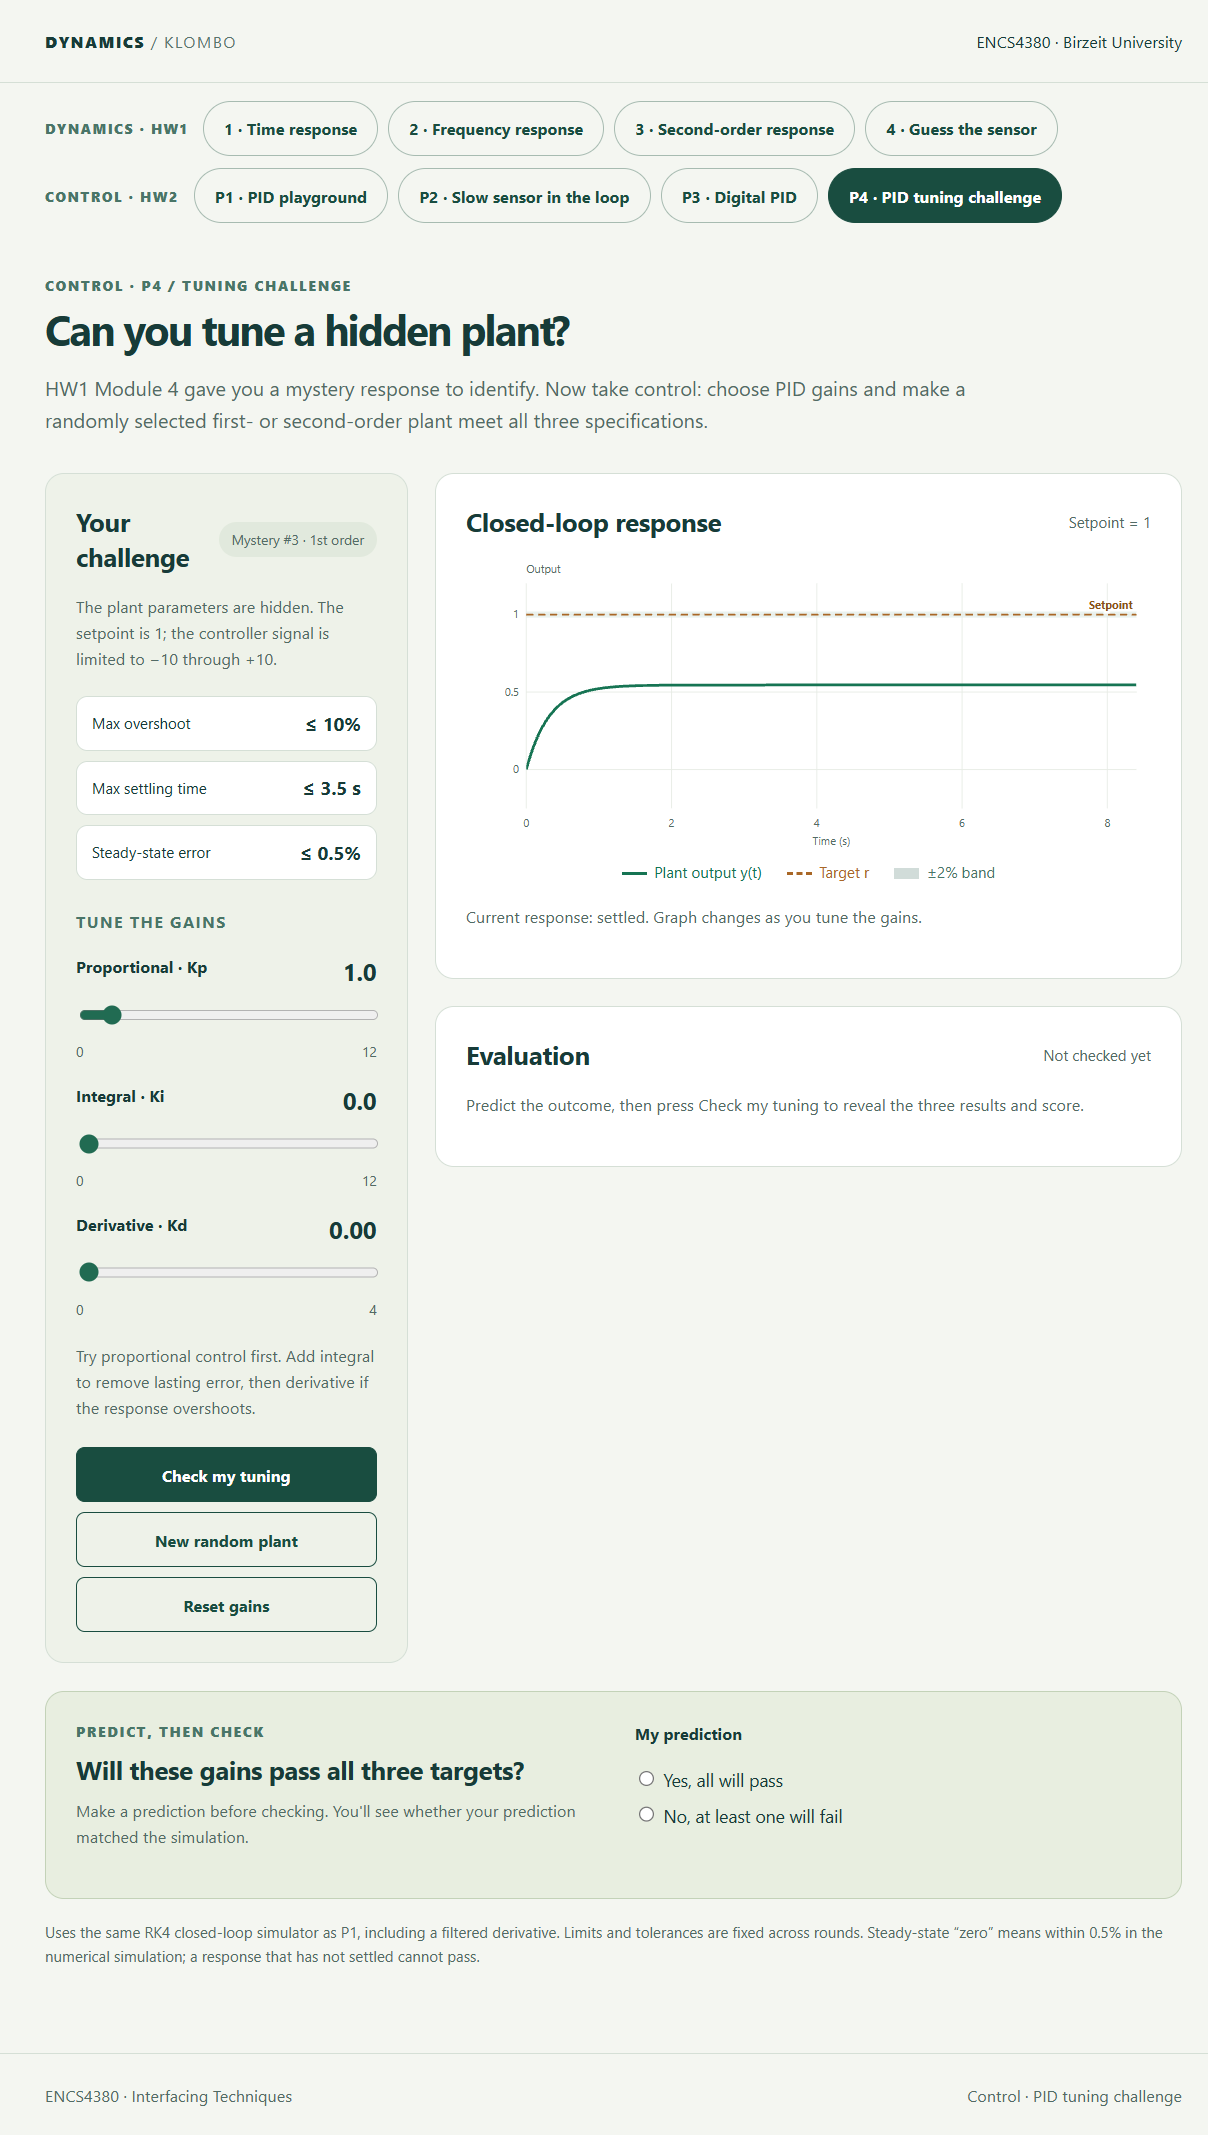 DYNAMICS / KLOMBO
ENCS4380 · Birzeit University
DYNAMICS · HW1
1 · Time response
2 · Frequency response
3 · Second-order response
4 · Guess the sensor
CONTROL · HW2
P1 · PID playground
P2 · Slow sensor in the loop
P3 · Digital PID
P4 · PID tuning challenge
CONTROL · P4 / TUNING CHALLENGE
Can you tune a hidden plant?
HW1 Module 4 gave you a mystery response to identify. Now take control: choose PID gains and make a
randomly selected first- or second-order plant meet all three specifications.
Your
challenge
Mystery #3 · 1st order
The plant parameters are hidden. The
setpoint is 1; the controller signal is
limited to −10 through +10.
Max overshoot
≤ 10%
Max settling time
≤ 3.5 s
Steady-state error
≤ 0.5%
TUNE THE GAINS
Proportional · Kp
1.0
0
12
Integral · Ki
0.0
0
12
Derivative · Kd
0.00
0
4
Try proportional control first. Add integral
to remove lasting error, then derivative if
the response overshoots.
Check my tuning
New random plant
Reset gains
Closed-loop response
Setpoint = 1
Output
Setpoint
1
0.5
0
0
2
4
6
8
Time (s)
Plant output y(t)
Target r
±2% band
Current response: settled. Graph changes as you tune the gains.
Evaluation
Not checked yet
Predict the outcome, then press Check my tuning to reveal the three results and score.
PREDICT, THEN CHECK
Will these gains pass all three targets?
Make a prediction before checking. You'll see whether your prediction
matched the simulation.
My prediction
Yes, all will pass
No, at least one will fail
Uses the same RK4 closed-loop simulator as P1, including a filtered derivative. Limits and tolerances are fixed across rounds. Steady-state “zero” means within 0.5% in the
numerical simulation; a response that has not settled cannot pass.
ENCS4380 · Interfacing Techniques
Control · PID tuning challenge